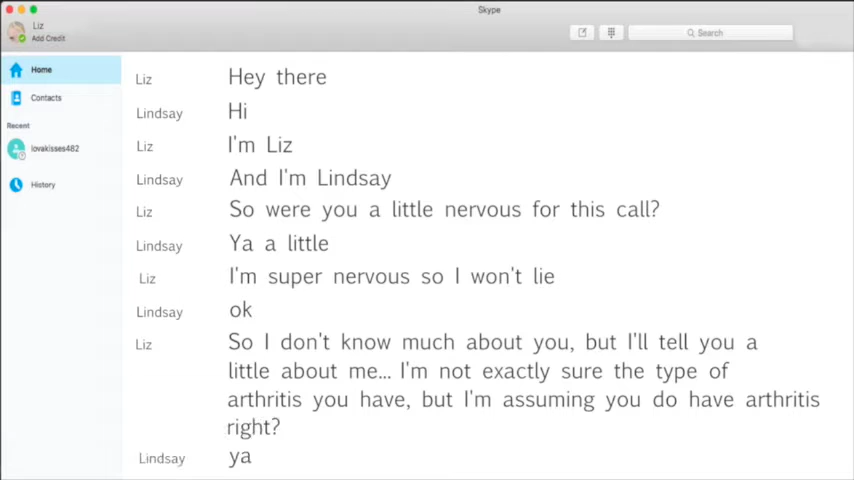 Skype
Liz
Add Credit
Search
Home
Contacts
Recent
lovakisses482
History
Liz Hey there
Lindsay Hi
Liz I'm Liz
Lindsay And I'm Lindsay
Liz So were you a little nervous for this call?
Lindsay Ya a little
Liz I'm super nervous so I won't lie
Lindsay ok
Liz So I don't know much about you, but I'll tell you a
little about me... I'm not exactly sure the type of
arthritis you have, but I'm assuming you do have arthritis
right?
Lindsay ya